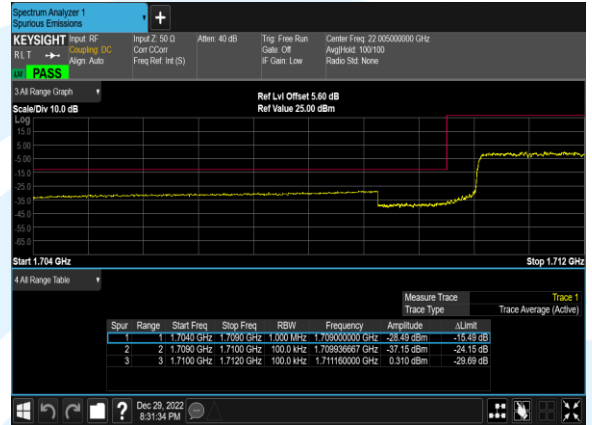 Spectrum Analyzer 1
Spurious Emissions
+
KEYSIGHT Input: RF Input Z: 50 Ω Atten: 40 dB Trig: Free Run Center Freq: 22.005000000 GHz
RLT Coupling: DC Corr CCorr Gate: Off Avg|Hold: 100/100
Align: Auto Freq Ref: Int (S) IF Gain: Low Radio Std: None
PASS
3 All Range Graph
Ref Lvl Offset 5.60 dB
Scale/Div 10.0 dB Ref Value 25.00 dBm
Log
15.0
5.00
-5.00
-15.0
-25.0
-35.0
-45.0
-55.0
-65.0
Start 1.704 GHz Stop 1.712 GHz
4 All Range Table
Measure Trace Trace 1
Trace Type Trace Average (Active)
Spur Range Start Freq Stop Freq RBW Frequency Amplitude ΔLimit
1 1 1.7040 GHz 1.7090 GHz 1.000 MHz 1.709000000 GHz -28.49 dBm -15.49 dB
2 2 1.7090 GHz 1.7100 GHz 100.0 kHz 1.709936667 GHz -37.15 dBm -24.15 dB
3 3 1.7100 GHz 1.7120 GHz 100.0 kHz 1.711160000 GHz 0.310 dBm -29.69 dB
? Dec 29, 2022
8:31:34 PM